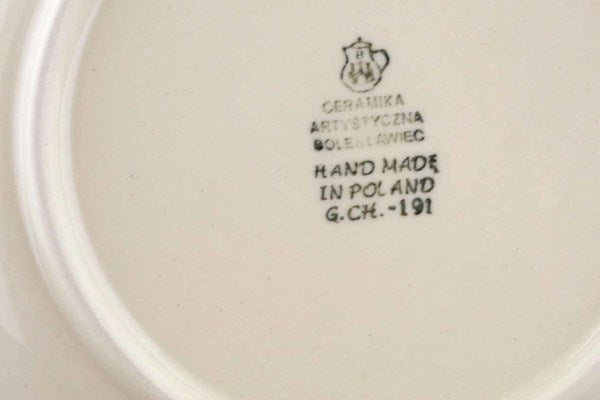 B
CERAMIKA
ARTYSTYCZNA
BOLESŁAWIEC
HAND MADE
IN POLAND
G.CH.-191